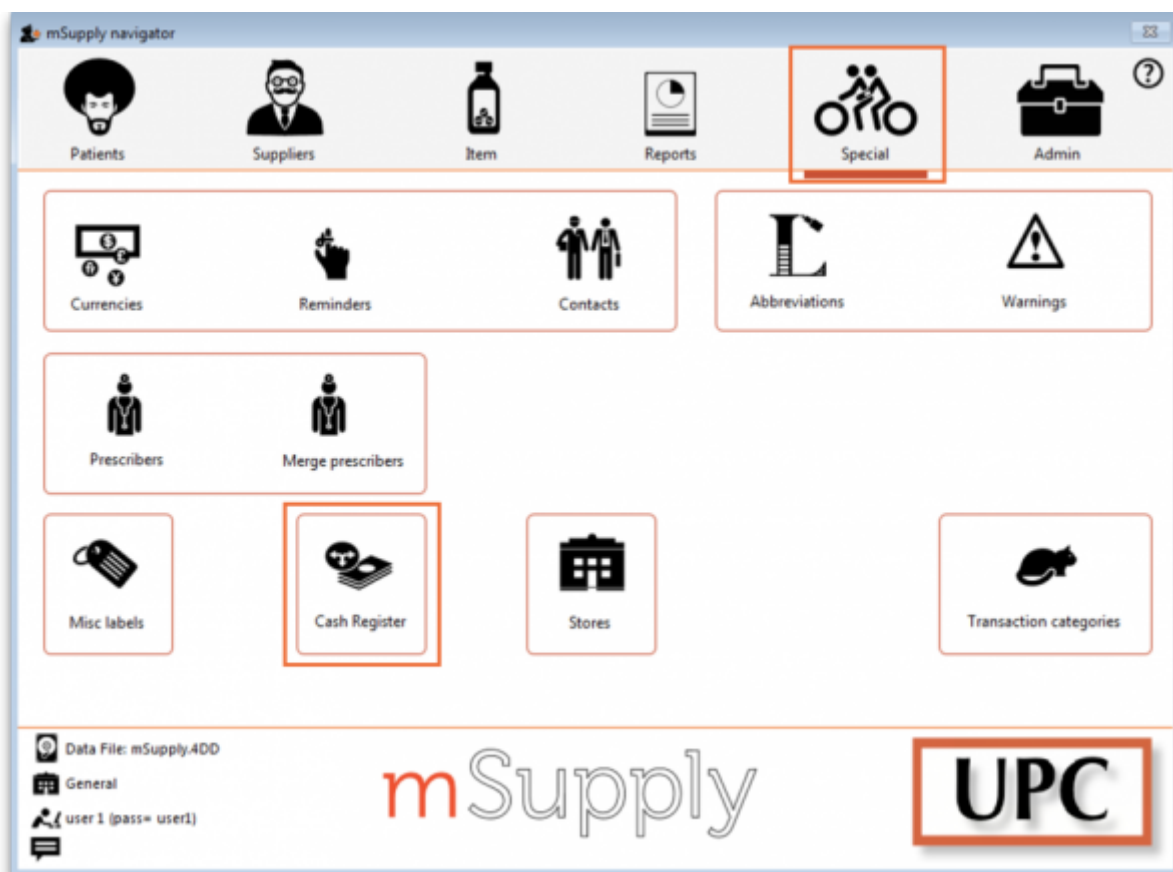 mSupply navigator
Patients
Suppliers
Item
Reports
Special
Admin
?
Currencies
Reminders
Contacts
Abbreviations
Warnings
Prescribers
Merge prescribers
Misc labels
Cash Register
Stores
Transaction categories
Data File: mSupply.4DD
General
user 1 (pass= user1)
mSupply
UPC